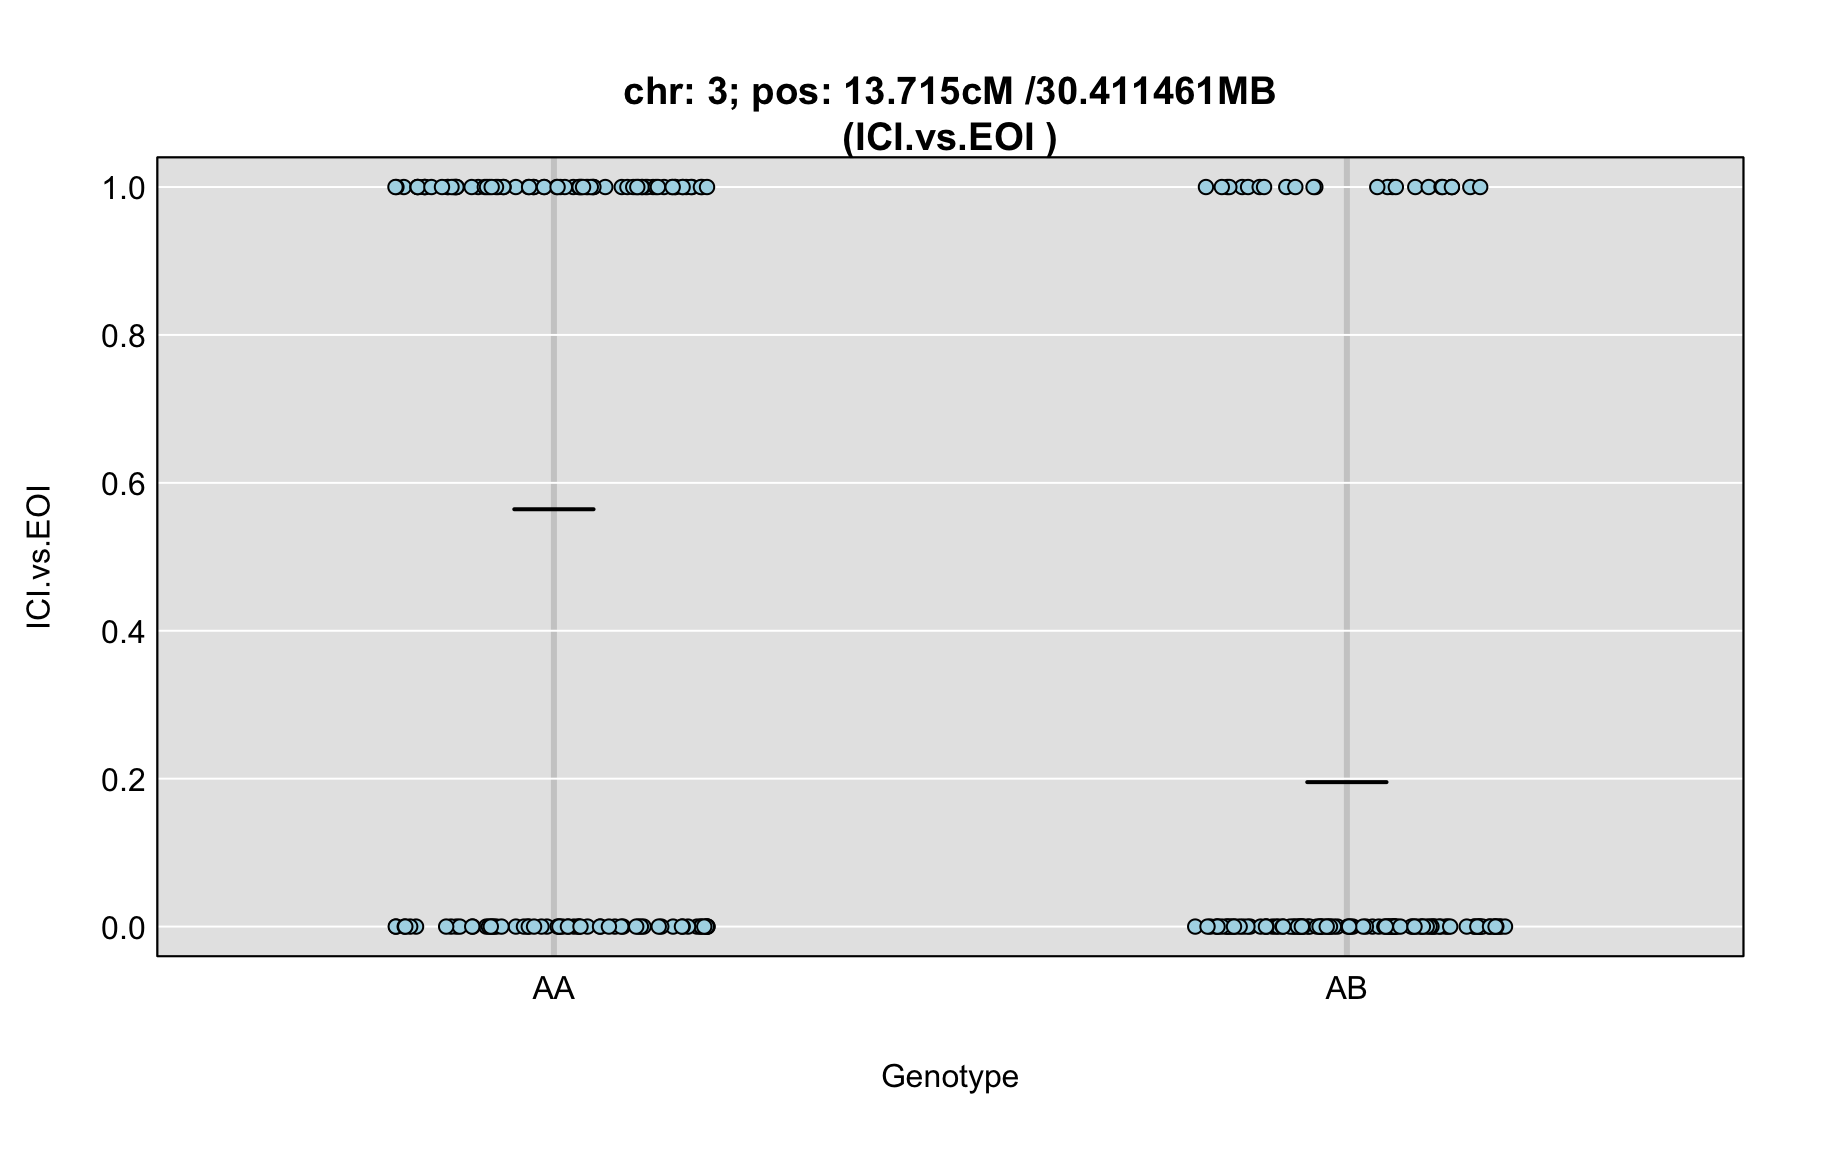 chr: 3; pos: 13.715cM /30.411461MB
(ICI.vs.EOI )
1.0
0.8
0.6
0.4
0.2
0.0
ICI.vs.EOI
AA
AB
Genotype